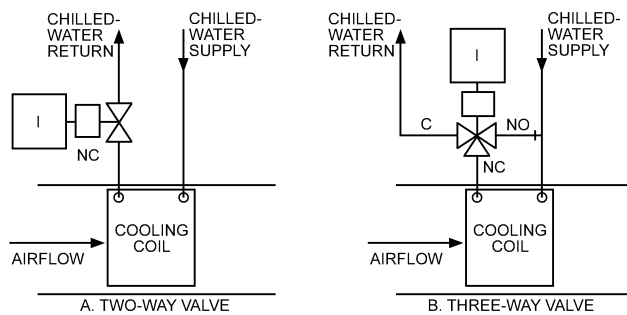 CHILLED-
WATER
RETURN
CHILLED-
WATER
SUPPLY
I
NC
COOLING
COIL
AIRFLOW
A. TWO-WAY VALVE
CHILLED-
WATER
RETURN
CHILLED-
WATER
SUPPLY
I
C
NO
NC
COOLING
COIL
AIRFLOW
B. THREE-WAY VALVE